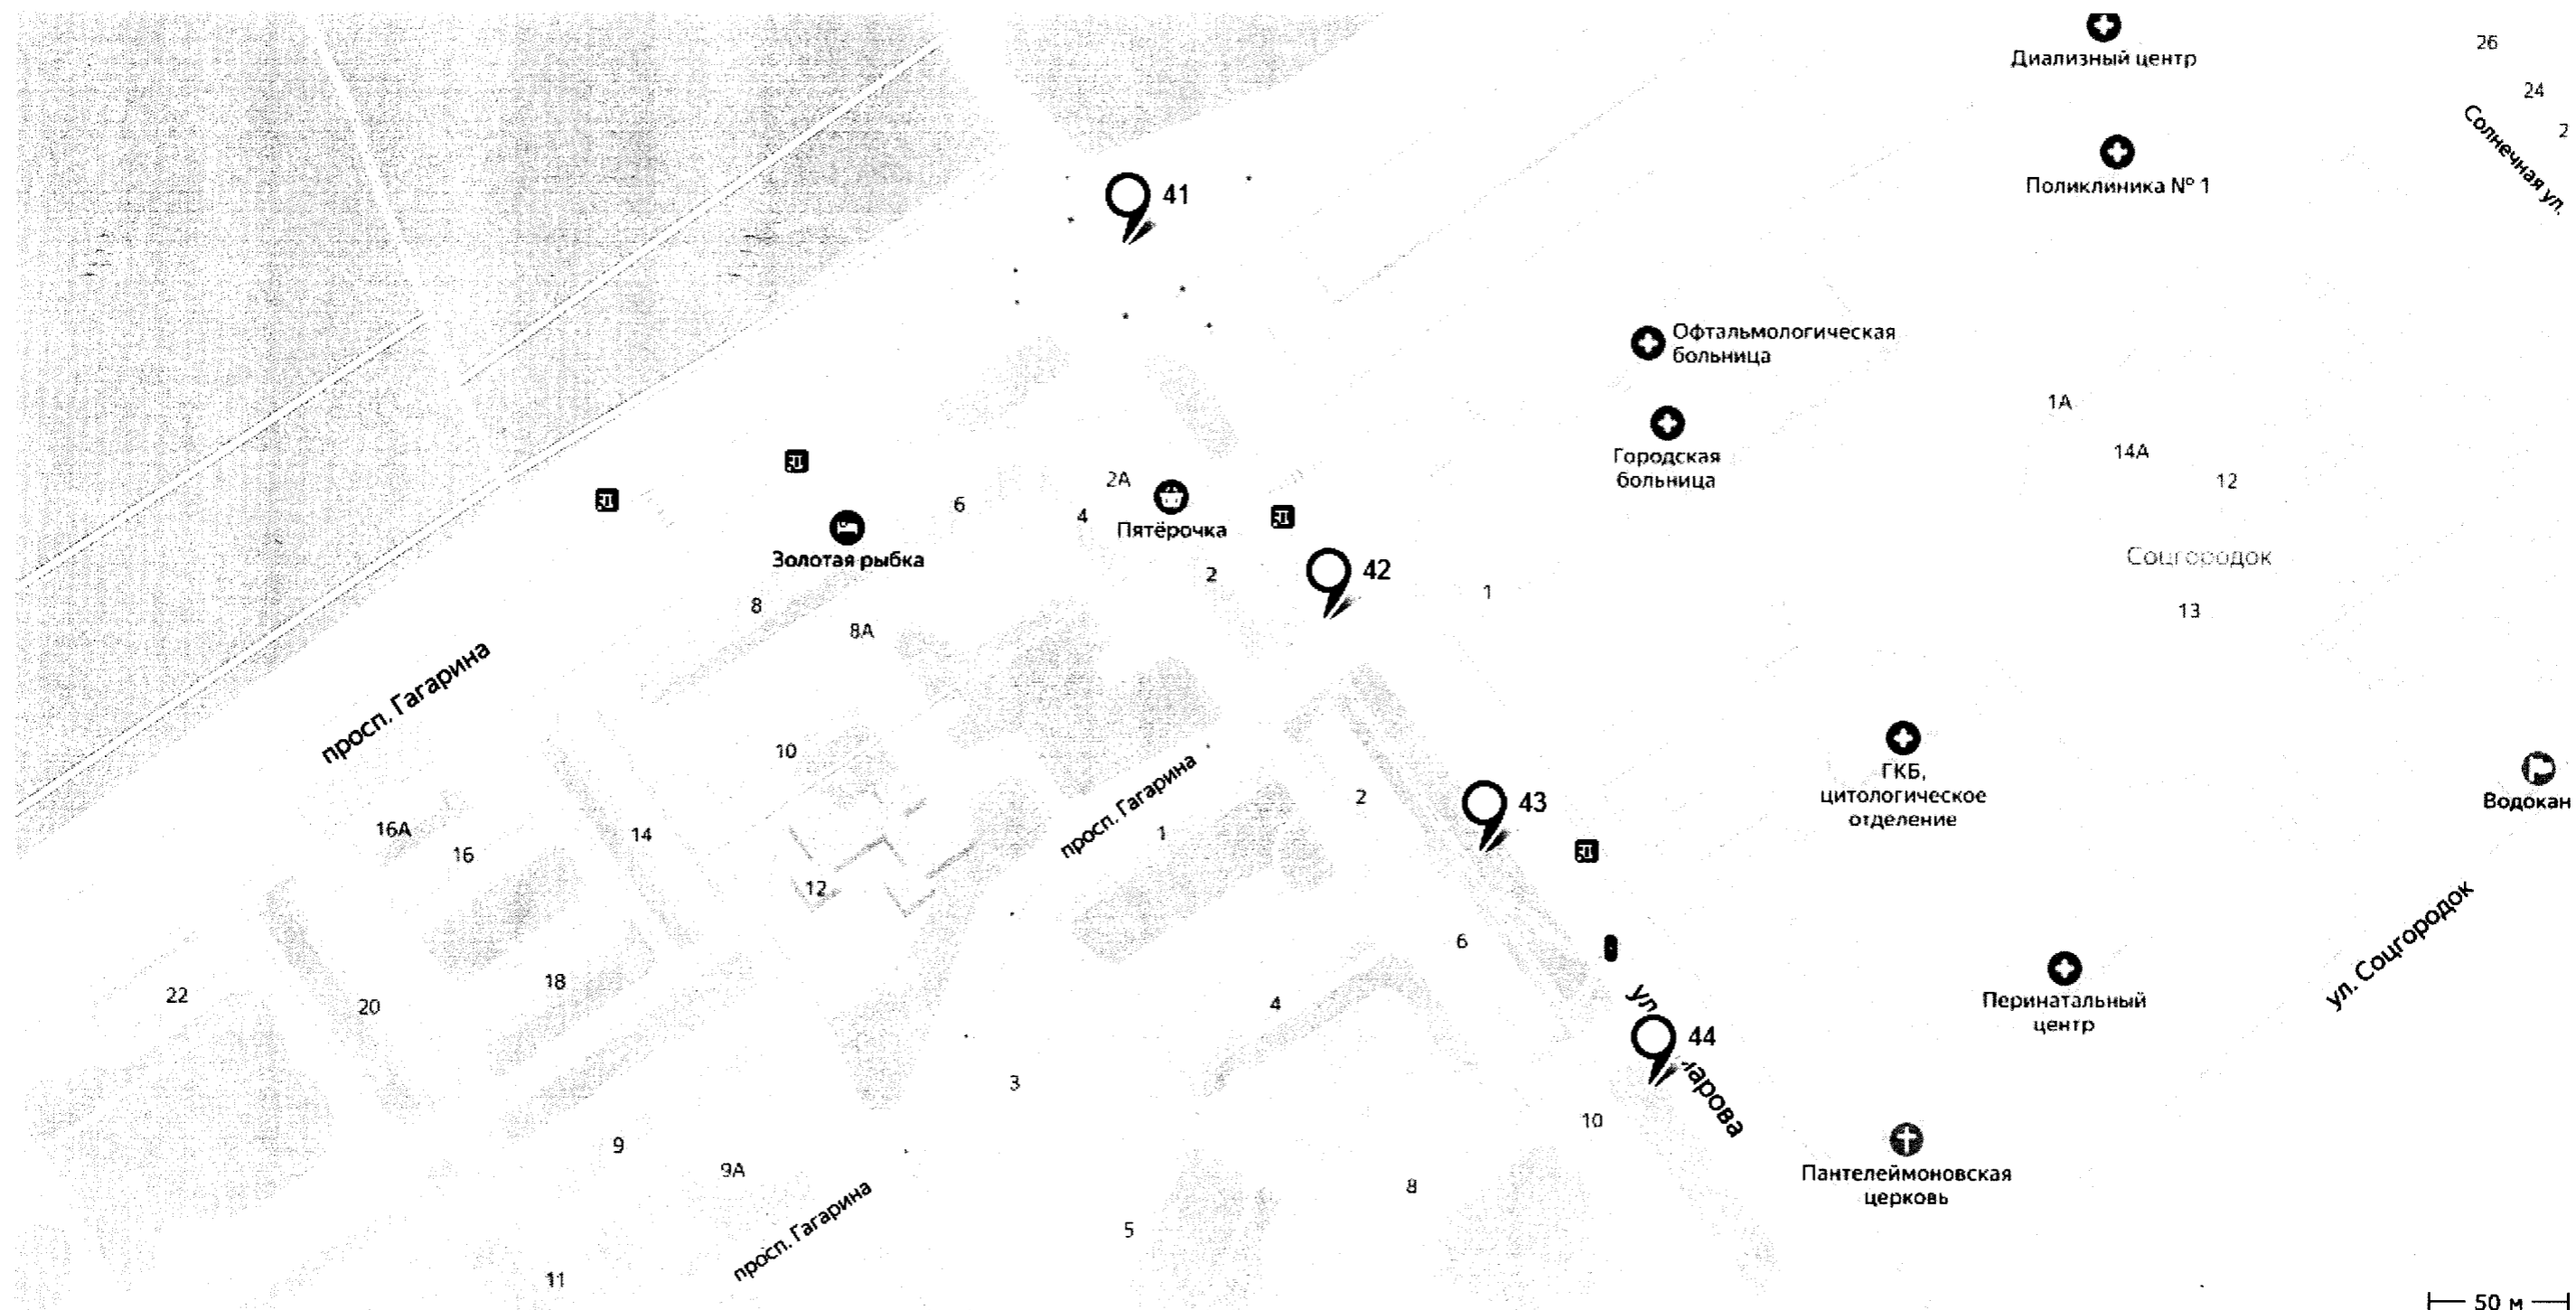 Диализный центр
26
24
2
Солнечная ул.
Поликлиника № 1
41
Офтальмологическая
больница
Городская
больница
1А
14А
12
Соцгородок
13
2А
6
4
Пятёрочка
2
42
1
Золотая рыбка
8
8А
просп. Гагарина
10
16А
16
14
12
просп. Гагарина
1
2
43
ГКБ,
цитологическое
отделение
Водокан
ул. Соцгородок
6
22
20
18
4
Перинатальный
центр
44
3
10
9
9А
просп. Гагарина
11
5
8
Пантелеймоновская
церковь
50 м